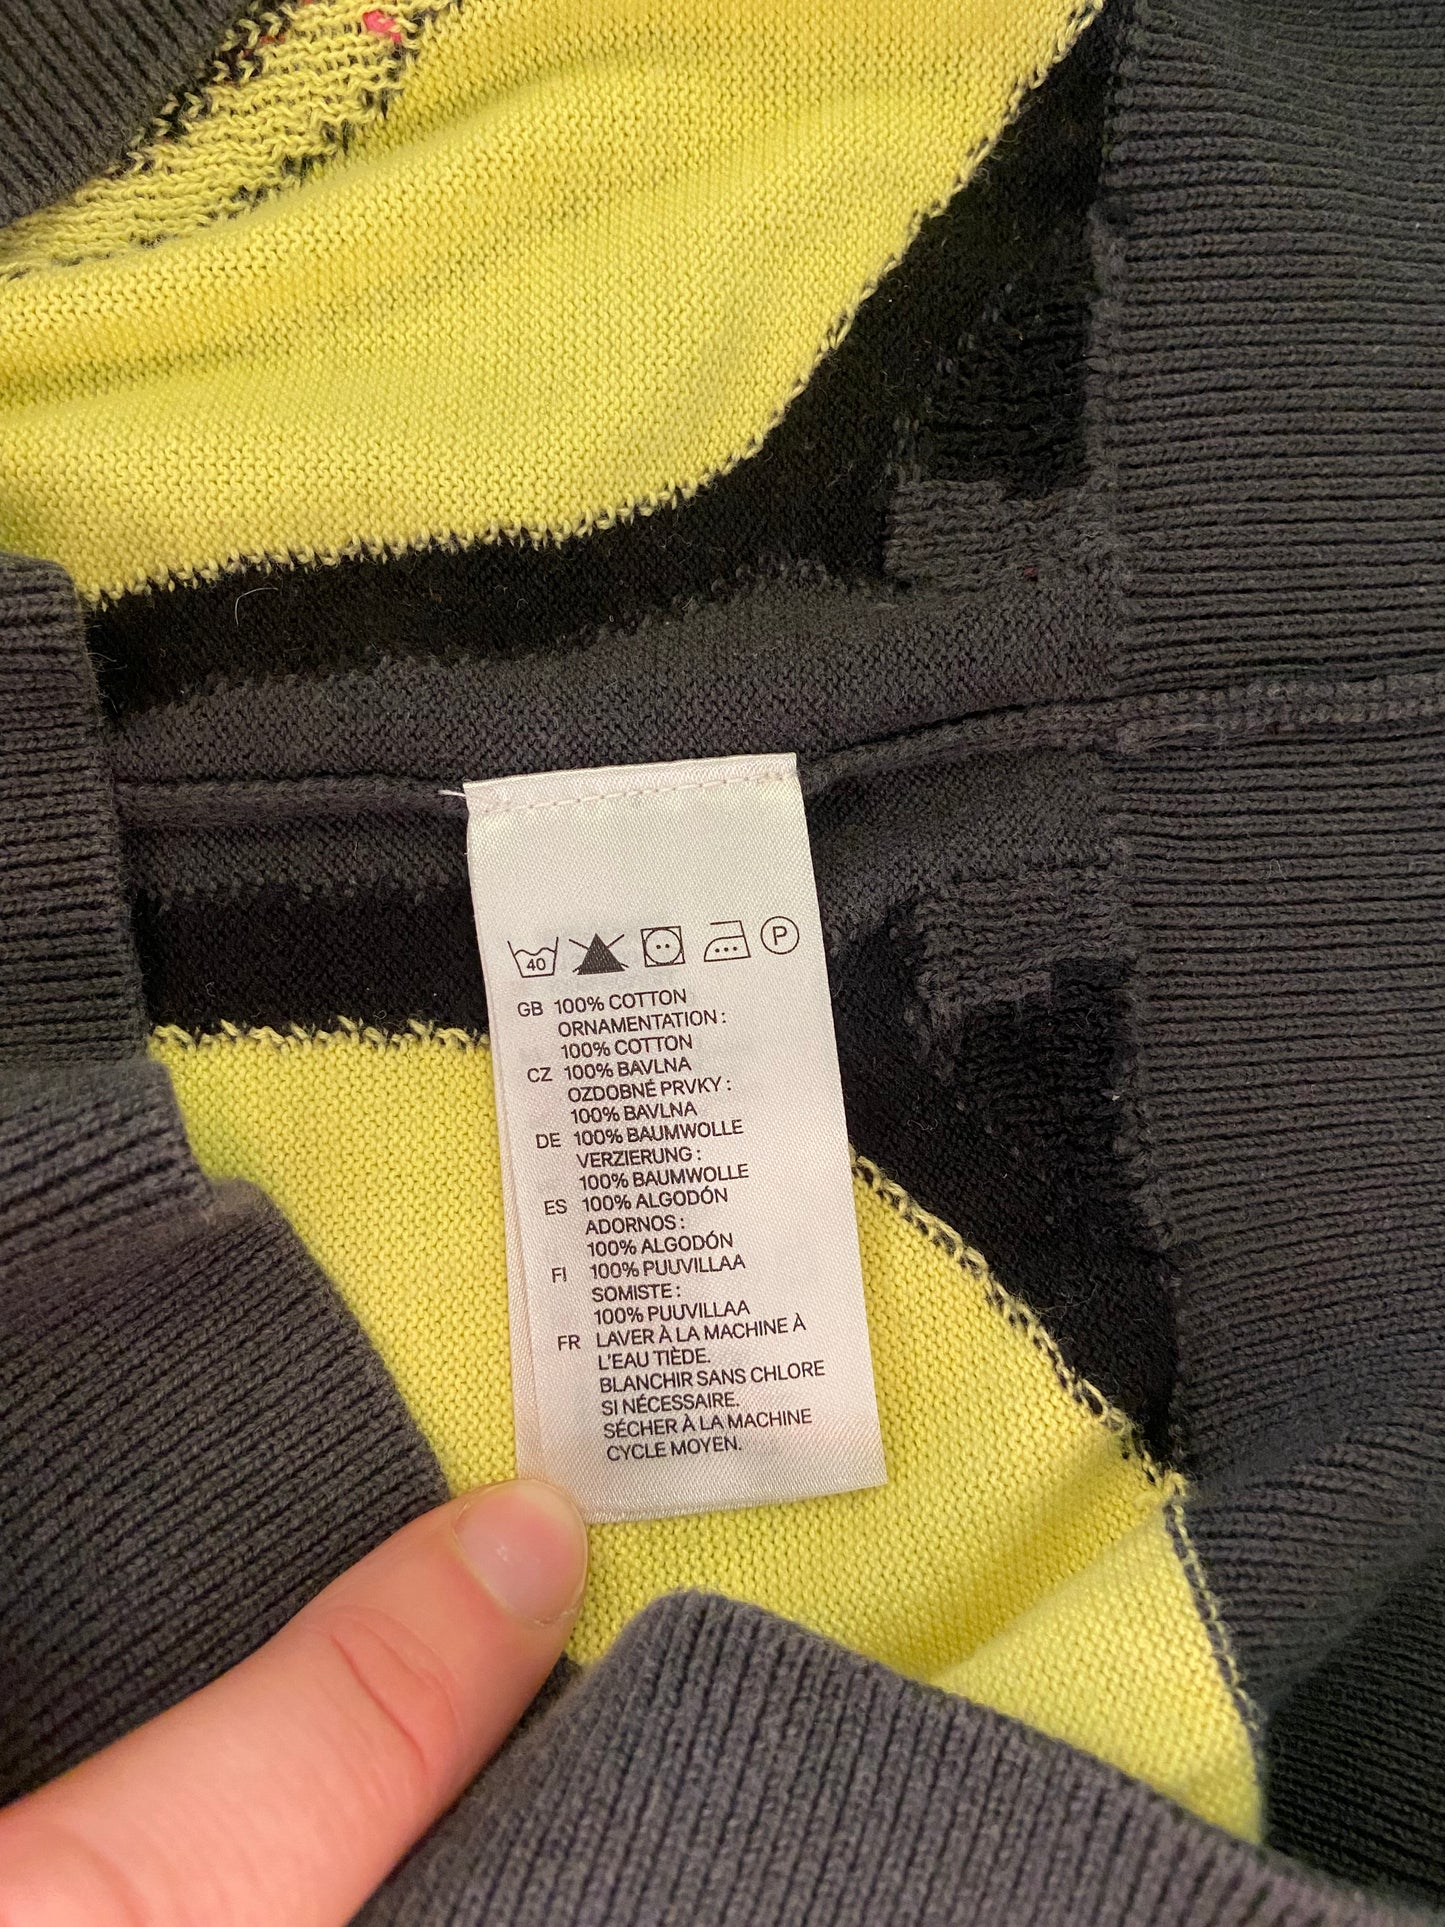 40 P
GB 100% COTTON
ORNAMENTATION :
100% COTTON
CZ 100% BAVLNA
OZDOBNÉ PRVKY :
100% BAVLNA
DE 100% BAUMWOLLE
VERZIERUNG :
100% BAUMWOLLE
ES 100% ALGODÓN
ADORNOS :
100% ALGODÓN
FI 100% PUUVILLAA
SOMISTE :
100% PUUVILLAA
FR LAVER À LA MACHINE À
L'EAU TIÈDE.
BLANCHIR SANS CHLORE
SI NÉCESSAIRE.
SÉCHER À LA MACHINE
CYCLE MOYEN.